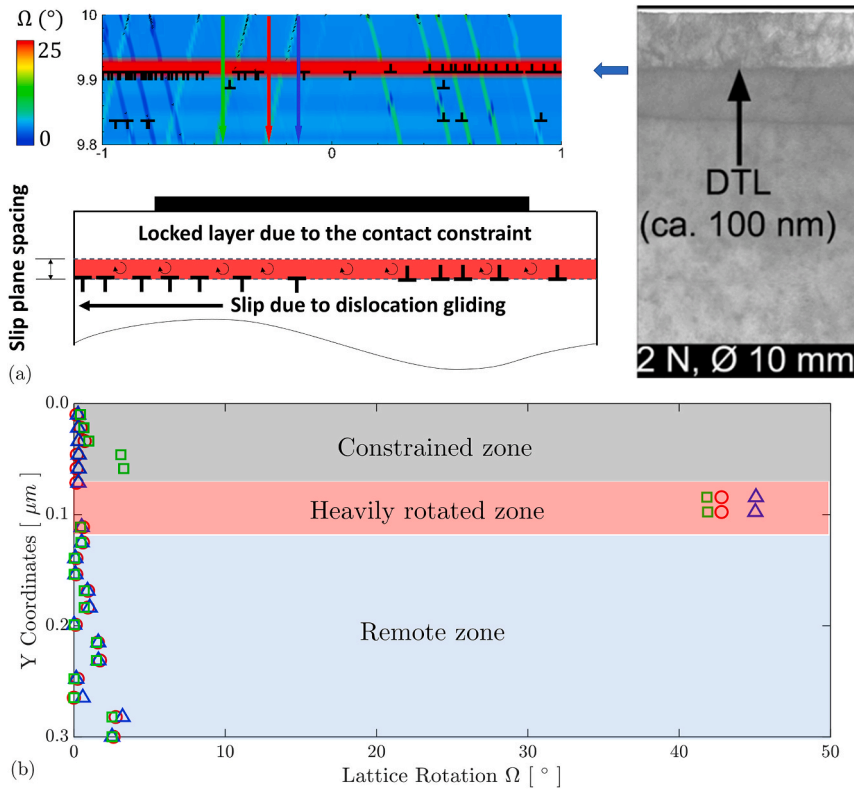 Ω (°)
25
0
10
9.9
9.8
-1
0
1
DTL
(ca. 100 nm)
2 N, Ø 10 mm
Slip plane spacing
Locked layer due to the contact constraint
Slip due to dislocation gliding
(a)
Y Coordinates [ μm ]
0.0
0.1
0.2
0.3
Constrained zone
Heavily rotated zone
Remote zone
0
10
20
30
40
50
(b)
Lattice Rotation Ω [ ° ]